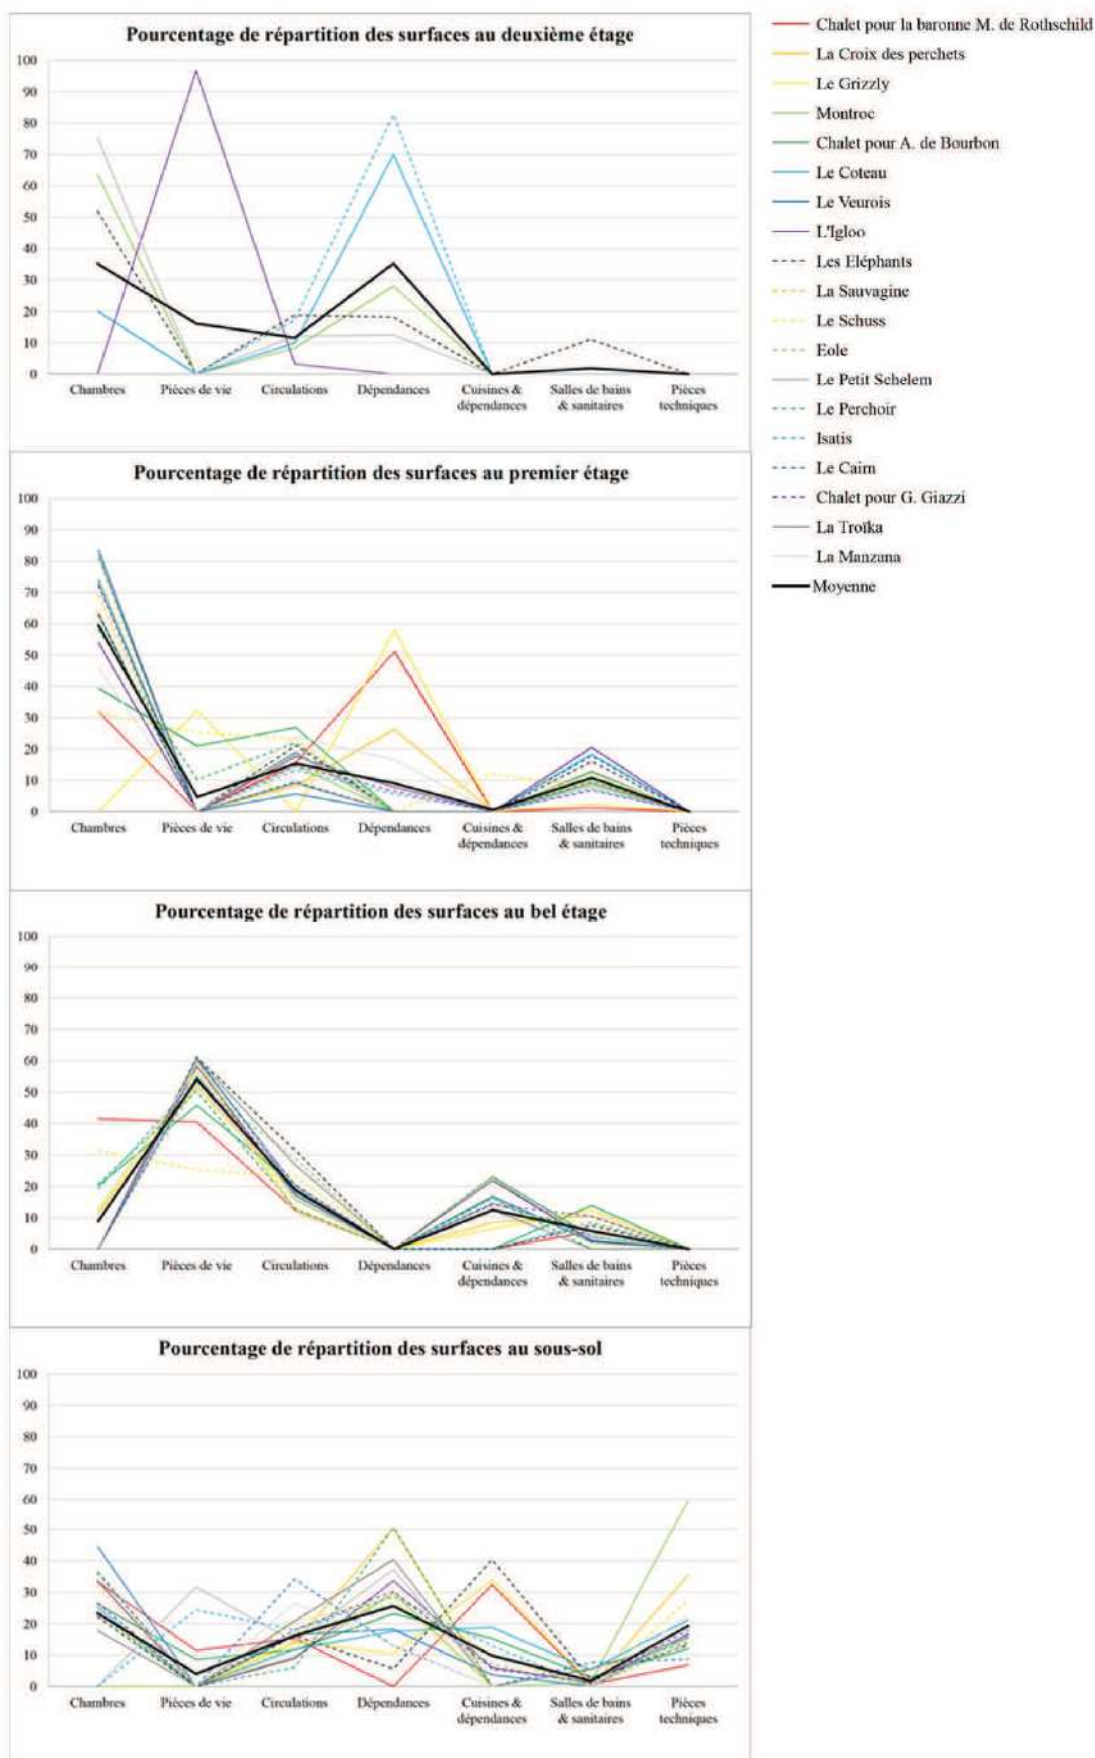 Pourcentage de répartition des surfaces au deuxième étage
100
90
80
70
60
50
40
30
20
10
0
Chambres
Pièces de vie
Circulations
Dépendances
Cuisines & dépendances
Salles de bains & sanitaires
Pièces techniques
Chalet pour la baronne M. de Rothschild
La Croix des perchets
Le Grizzly
Montroc
Chalet pour A. de Bourbon
Le Coteau
Le Veurois
L'Igloo
Les Eléphants
La Sauvagine
Le Schuss
Eole
Le Petit Schelem
Le Perchoir
Isatis
Le Cairn
Chalet pour G. Giazzi
La Troïka
La Manzana
Moyenne
Pourcentage de répartition des surfaces au premier étage
100
90
80
70
60
50
40
30
20
10
0
Chambres
Pièces de vie
Circulations
Dépendances
Cuisines & dépendances
Salles de bains & sanitaires
Pièces techniques
Pourcentage de répartition des surfaces au bel étage
100
90
80
70
60
50
40
30
20
10
0
Chambres
Pièces de vie
Circulations
Dépendances
Cuisines & dépendances
Salles de bains & sanitaires
Pièces techniques
Pourcentage de répartition des surfaces au sous-sol
100
90
80
70
60
50
40
30
20
10
0
Chambres
Pièces de vie
Circulations
Dépendances
Cuisines & dépendances
Salles de bains & sanitaires
Pièces techniques